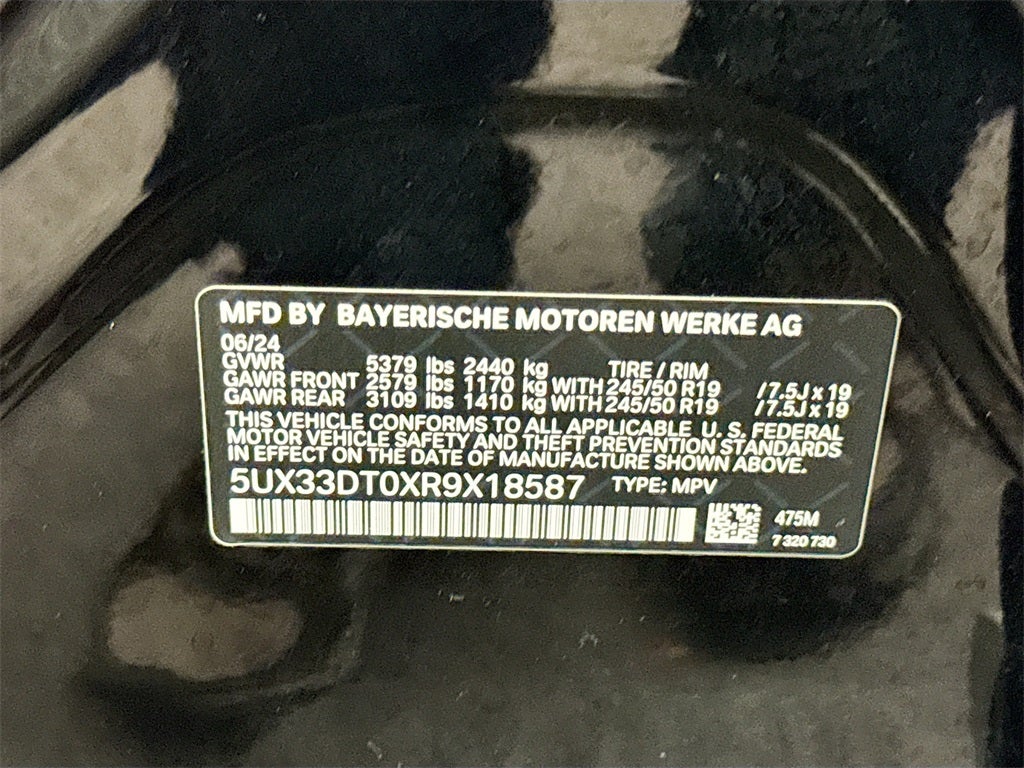 MFD BY BAYERISCHE MOTOREN WERKE AG
06/24
GVWR 5379 lbs 2440 kg TIRE / RIM
GAWR FRONT 2579 lbs 1170 kg WITH 245/50 R19 / 7.5J x 19
GAWR REAR 3109 lbs 1410 kg WITH 245/50 R19 / 7.5J x 19
THIS VEHICLE CONFORMS TO ALL APPLICABLE U. S. FEDERAL
MOTOR VEHICLE SAFETY AND THEFT PREVENTION STANDARDS
IN EFFECT ON THE DATE OF MANUFACTURE SHOWN ABOVE.
5UX33DT0XR9X18587 TYPE: MPV
475M
7 320 730